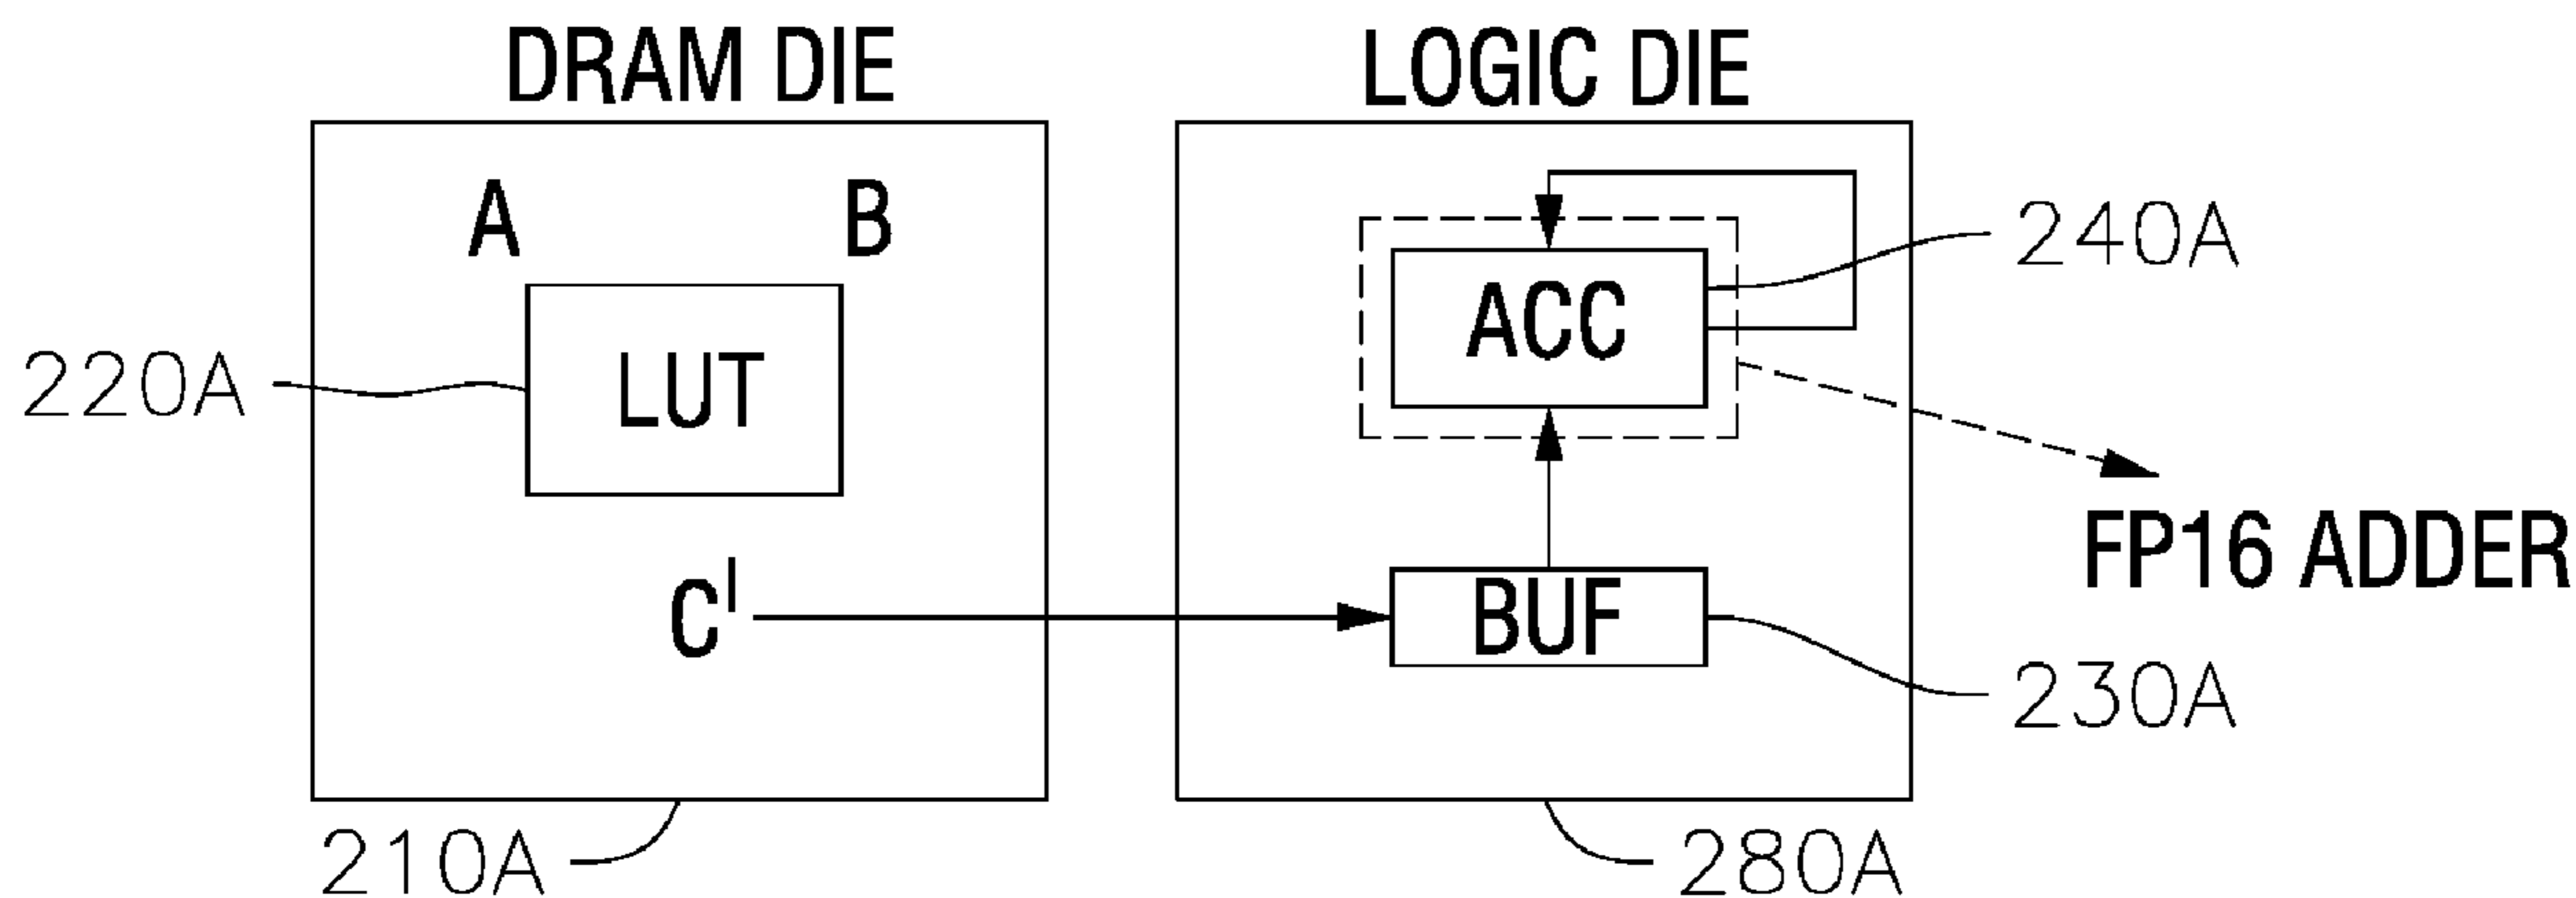 DRAM DIE
LOGIC DIE
A B
240A
ACC
220A
LUT
FP16 ADDER
C'
BUF
230A
210A
280A